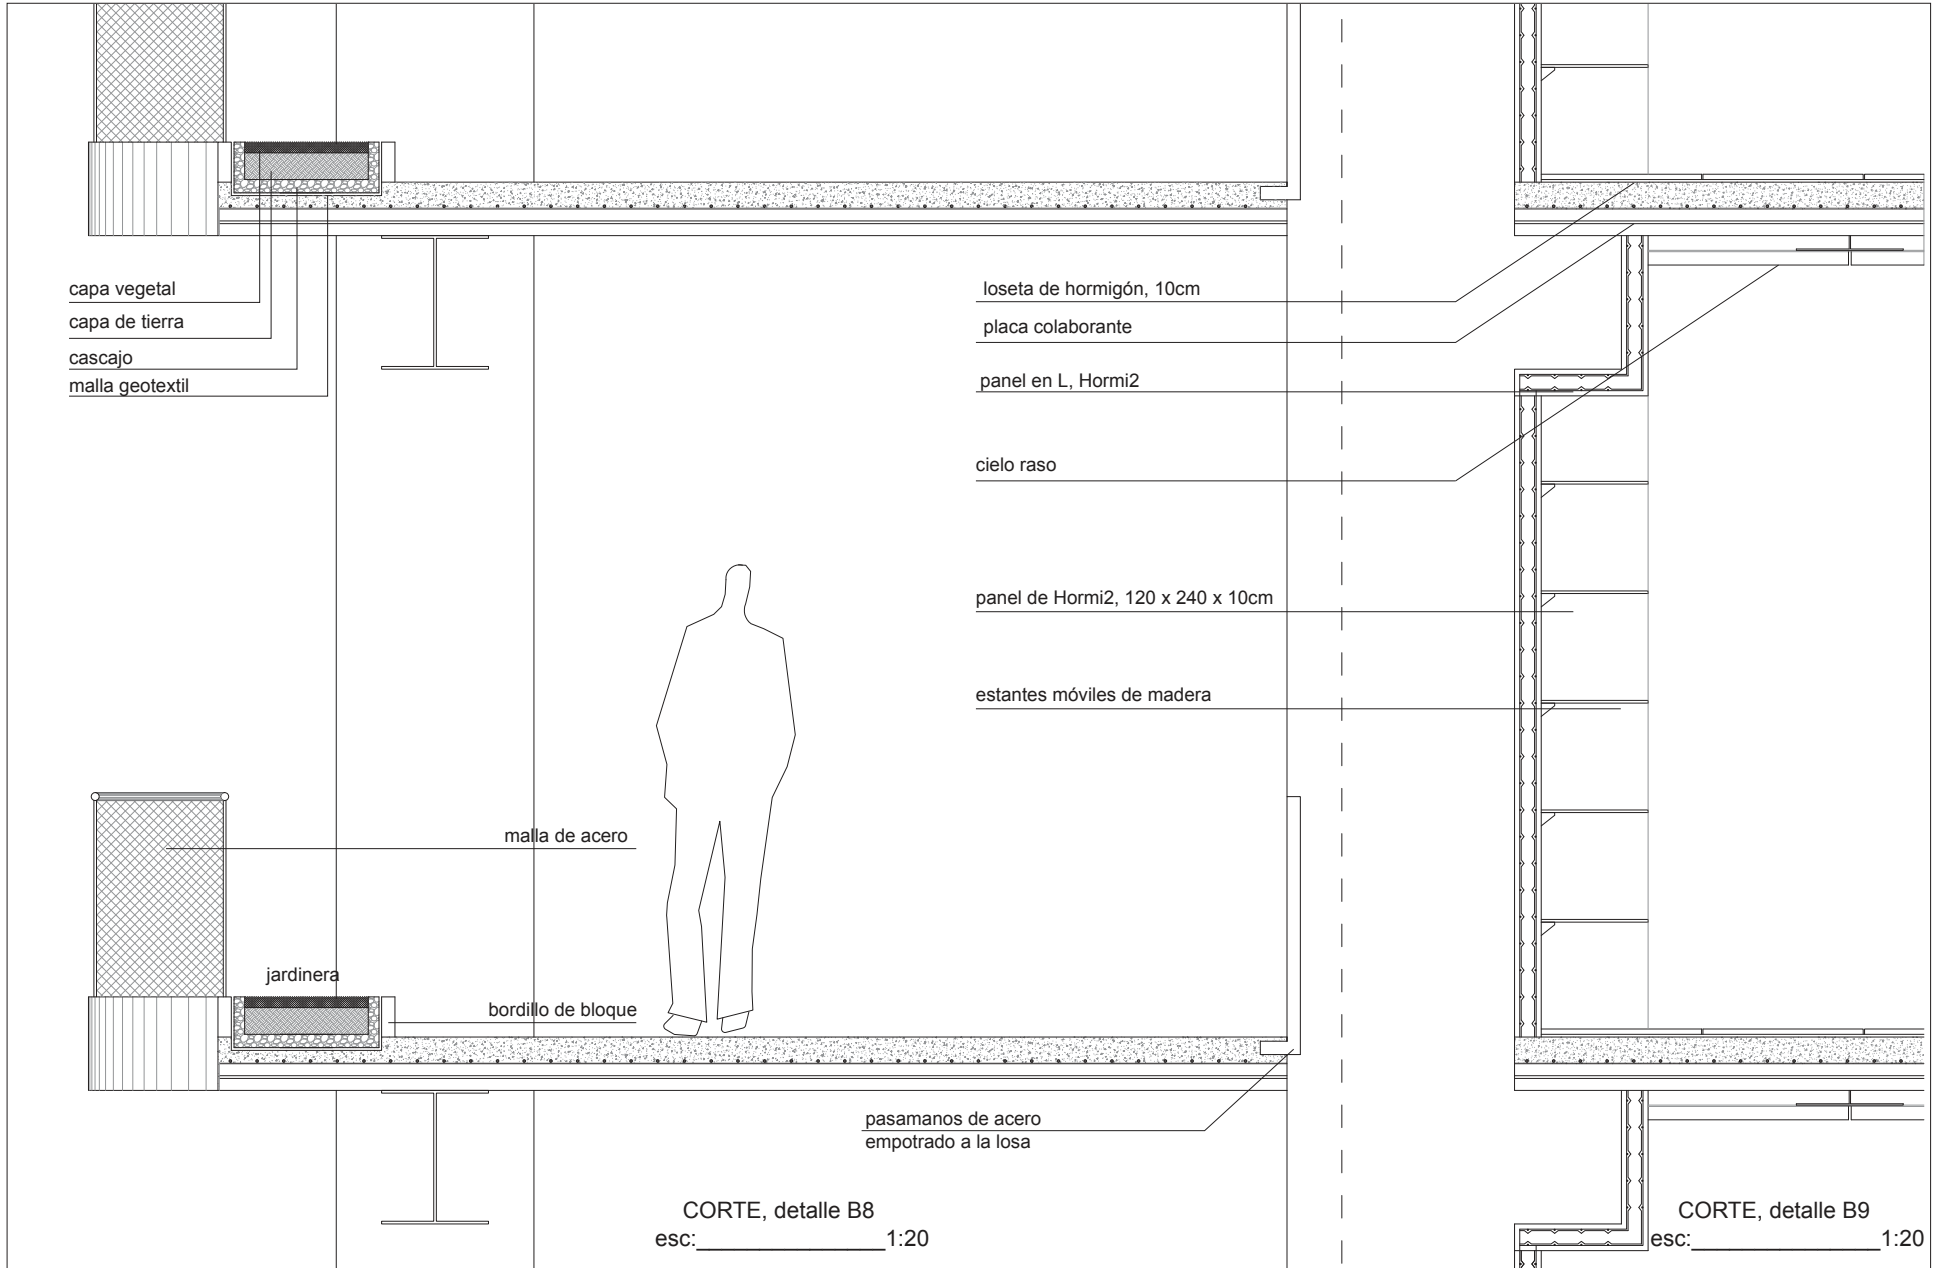 capa vegetal
capa de tierra
cascajo
malla geotextil
loseta de hormigón, 10cm
placa colaborante
panel en L, Hormi2
cielo raso
panel de Hormi2, 120 x 240 x 10cm
estantes móviles de madera
malla de acero
jardinera
bordillo de bloque
pasamanos de acero
empotrado a la losa
CORTE, detalle B8
esc:________________1:20
CORTE, detalle B9
esc:________________1:20